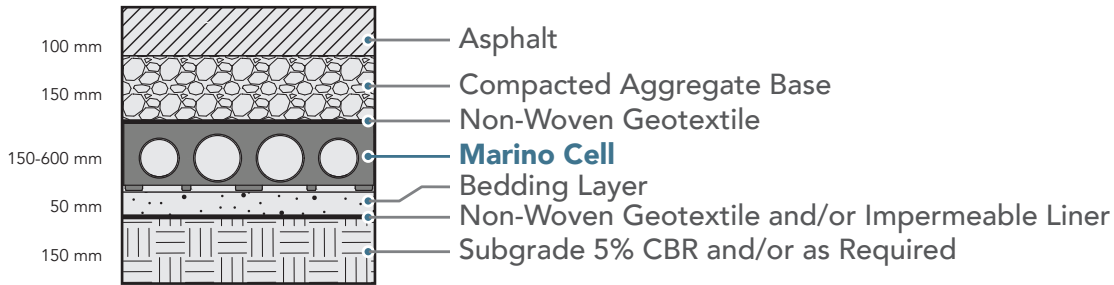 100 mm
Asphalt
150 mm
Compacted Aggregate Base
Non-Woven Geotextile
150-600 mm
Marino Cell
Bedding Layer
50 mm
Non-Woven Geotextile and/or Impermeable Liner
150 mm
Subgrade 5% CBR and/or as Required